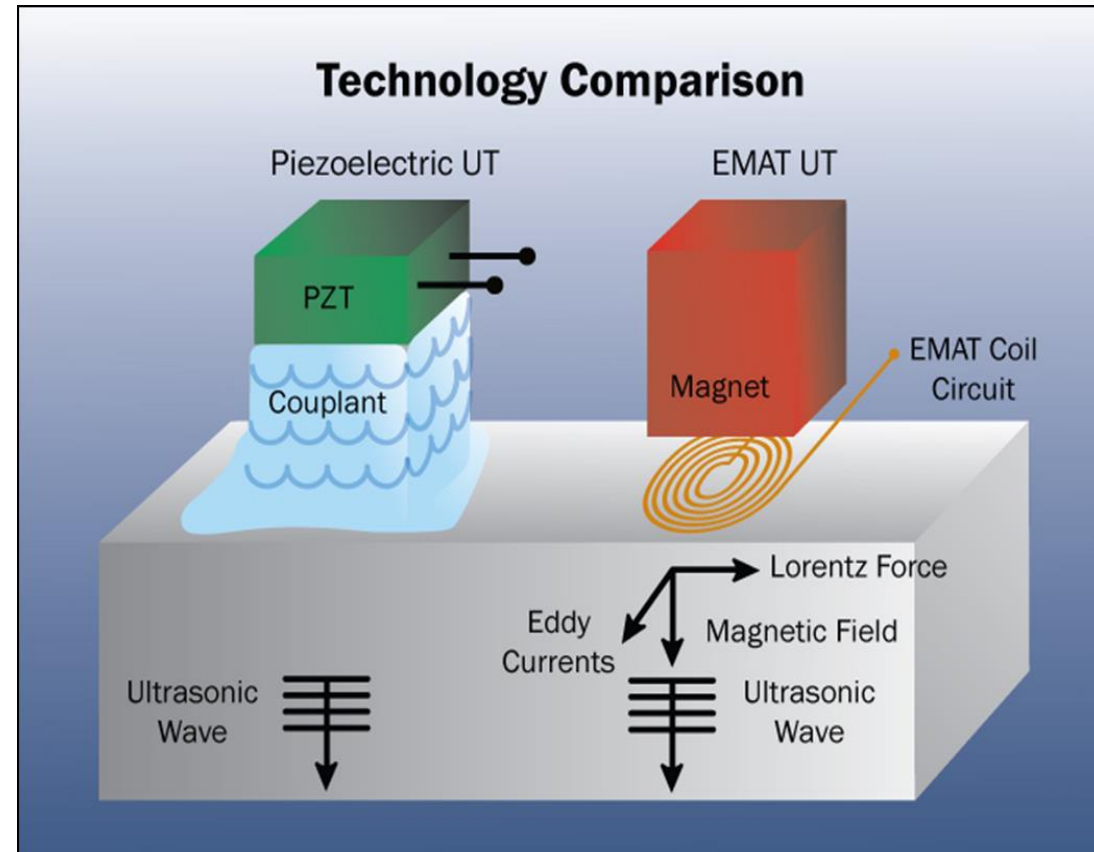 Technology Comparison
Piezoelectric UT
EMAT UT
PZT
Couplant
Magnet
EMAT Coil
Circuit
Lorentz Force
Eddy
Currents
Magnetic Field
Ultrasonic
Wave
Ultrasonic
Wave